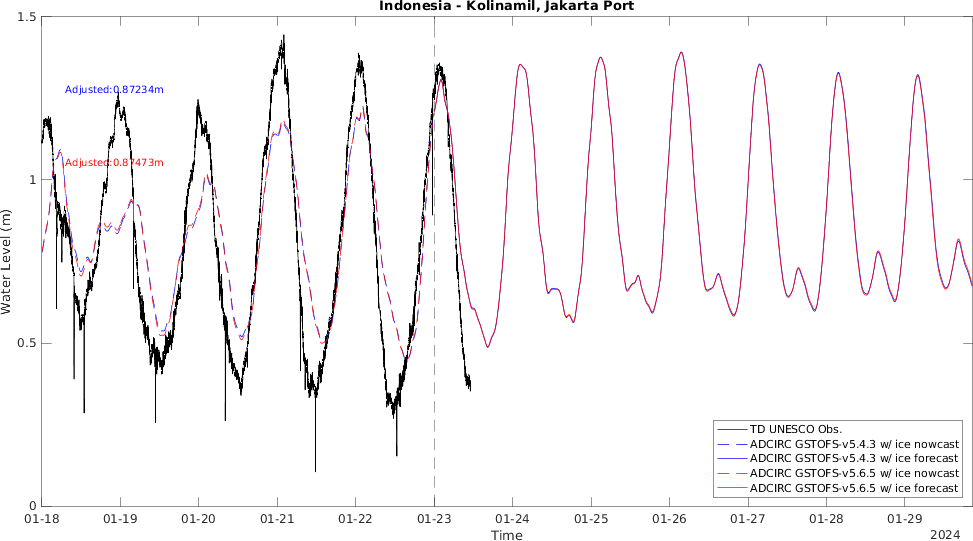 Indonesia - Kolinamil, Jakarta Port
1.5
1
0.5
0
Water Level (m)
Adjusted:0.87234m
Adjusted:0.87473m
TD UNESCO Obs.
ADCIRC GSTOFS-v5.4.3 w/ ice nowcast
ADCIRC GSTOFS-v5.4.3 w/ ice forecast
ADCIRC GSTOFS-v5.6.5 w/ ice nowcast
ADCIRC GSTOFS-v5.6.5 w/ ice forecast
01-18 01-19 01-20 01-21 01-22 01-23 01-24 01-25 01-26 01-27 01-28 01-29
Time
2024